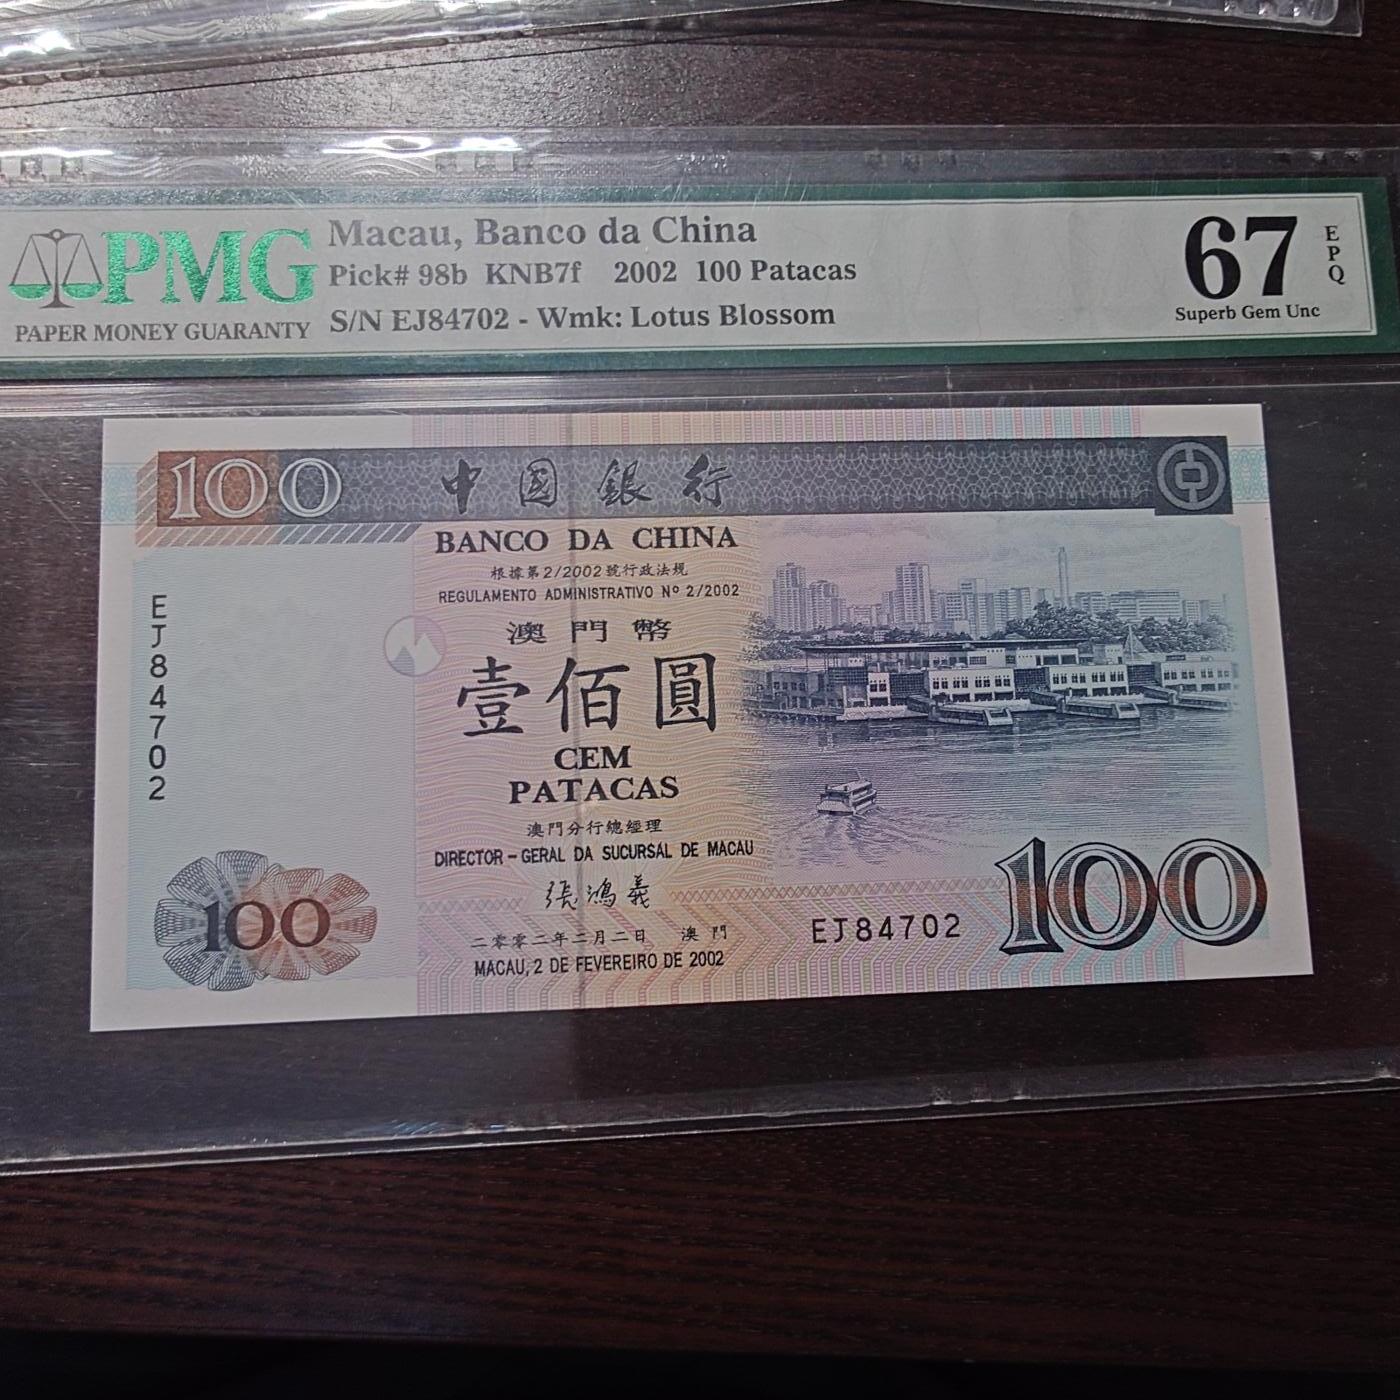 PMG
PAPER MONEY GUARANTY
Macau, Banco da China
Pick# 98b KNB7f 2002 100 Patacas
S/N EJ84702 - Wmk: Lotus Blossom
67
EPQ
Superb Gem Unc
100
中國銀行
BANCO DA CHINA
根據第2/2002號行政法規
REGULAMENTO ADMINISTRATIVO Nº 2/2002
澳門幣
壹佰圓
CEM
PATACAS
澳門分行總經理
DIRECTOR - GERAL DA SUCURSAL DE MACAU
張鴻義
二零零二年二月二日 澳門
MACAU, 2 DE FEVEREIRO DE 2002
EJ84702
100
EJ84702
100